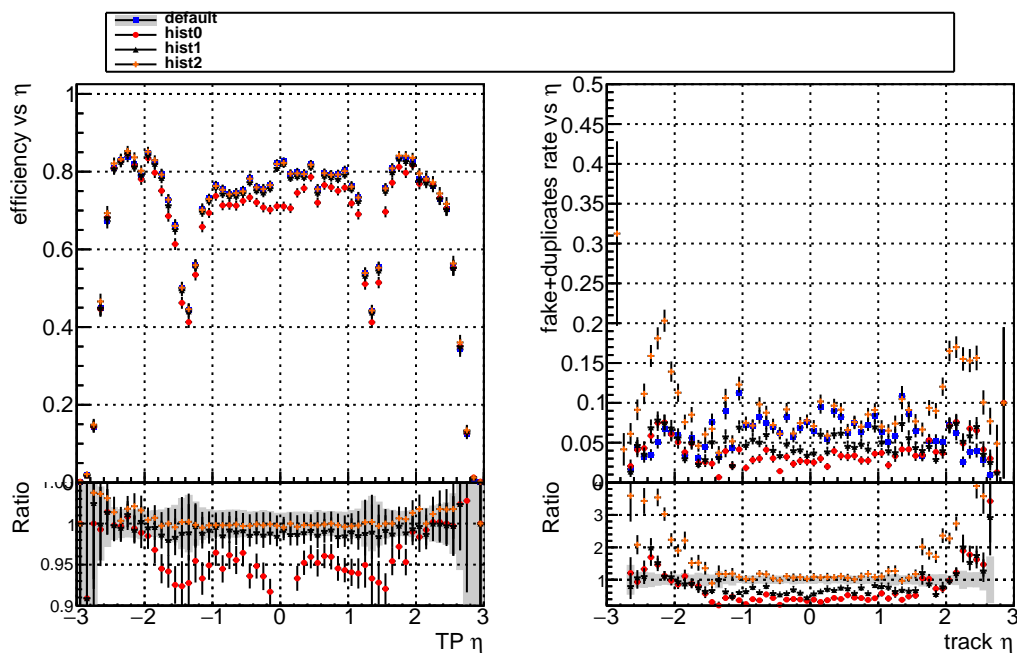 default
hist0
hist1
hist2
efficiency vs η
1
0.8
0.6
0.4
0.2
0
Ratio
1.05
1
0.95
0.9
−3 −2 −1 0 1 2 3
TP η
fake+duplicates rate vs η
0.5
0.45
0.4
0.35
0.3
0.25
0.2
0.15
0.1
0.05
0
Ratio
3
2
1
−3 −2 −1 0 1 2 3
track η